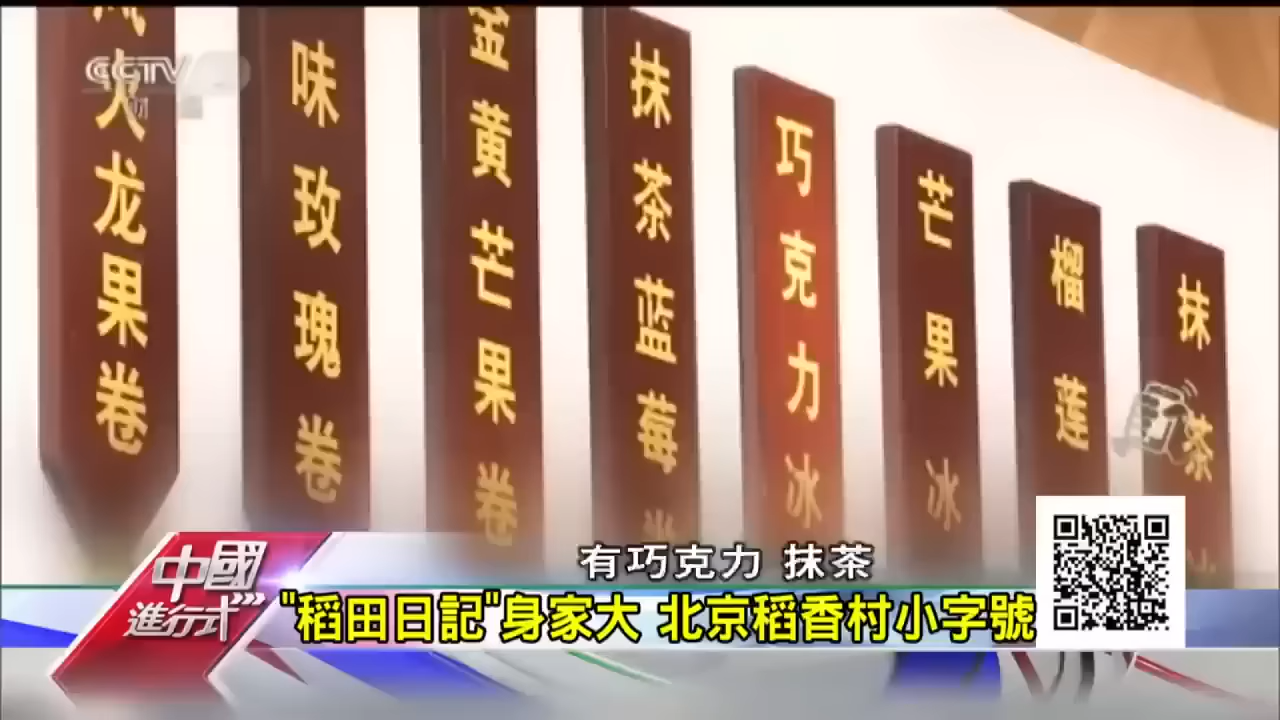 CCTV
火龙果卷
味玫瑰卷
金黄芒果卷
抹茶蓝莓
巧克力冰
芒果冰
榴莲
抹茶
有巧克力 抹茶
中國進行式
"稻田日記"身家大 北京稻香村小字號